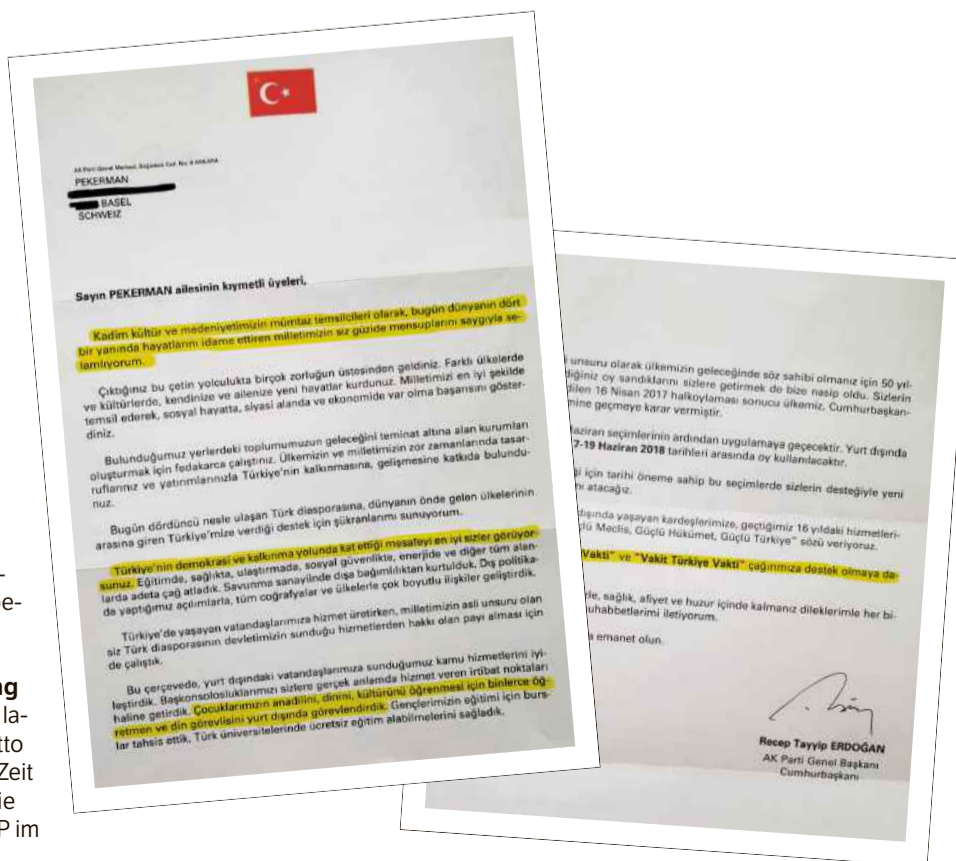 AK Parti Genel Merkezi, Söğütözü Cad. No: 6 ANKARA
PEKERMAN
BASEL
SCHWEIZ
Sayın PEKERMAN ailesinin kıymetli üyeleri,
Kadim kültür ve medeniyetimizin mümtaz temsilcileri olarak, bugün dünyanın dört
bir yanında hayatlarını idame ettiren milletimizin siz güzide mensuplarını saygıyla se-
lamlıyorum.
Çıktığınız bu çetin yolculukta birçok zorluğun üstesinden geldiniz. Farklı ülkelerde
ve kültürlerde, kendinize ve ailenize yeni hayatlar kurdunuz. Milletimizi en iyi şekilde
temsil ederek, sosyal hayatta, siyasi alanda ve ekonomide var olma başarısını göster-
diniz.
Bulunduğumuz yerlerdeki toplumumuzun geleceğini teminat altına alan kurumları
oluşturmak için fedakarca çalıştınız. Ülkemizin ve milletimizin zor zamanlarında tasar-
ruflarınız ve yatırımlarınızla Türkiye'nin kalkınmasına, gelişmesine katkıda bulundu-
nuz.
Bugün dördüncü nesle ulaşan Türk diasporasına, dünyanın önde gelen ülkelerinin
arasına giren Türkiye'mize verdiği destek için şükranlarımı sunuyorum.
Türkiye'nin demokrasi ve kalkınma yolunda kat ettiği mesafeyi en iyi sizler görüyor-
sunuz. Eğitimde, sağlıkta, ulaştırmada, sosyal güvenlikte, enerjide ve diğer tüm alan-
larda adeta çağ atladık. Savunma sanayiinde dışa bağımlılıktan kurtulduk. Dış politika-
da yaptığımız açılımlarla, tüm coğrafyalar ve ülkelerle çok boyutlu ilişkiler geliştirdik.
Türkiye'de yaşayan vatandaşlarımıza hizmet üretirken, milletimizin asli unsuru olan
siz Türk diasporasının devletimizin sunduğu hizmetlerden hakkı olan payı alması için
de çalıştık.
Bu çerçevede, yurt dışındaki vatandaşlarımıza sunduğumuz kamu hizmetlerini iyi-
leştirdik. Başkonsolosluklarımızı sizlere gerçek anlamda hizmet veren irtibat noktaları
haline getirdik. Çocuklarımızın anadilini, dinini, kültürünü öğrenmesi için binlerce öğ-
retmen ve din görevlisini yurt dışında görevlendirdik. Gençlerimizin eğitimi için burs-
lar tahsis ettik, Türk üniversitelerinde ücretsiz eğitim alabilmelerini sağladık.
unsuru olarak ülkemizin geleceğinde söz sahibi olmanız için 50 yıl-
diğiniz oy sandıklarını sizlere getirmek de bize nasip oldu. Sizlerin
dilen 16 Nisan 2017 halkoylaması sonucu ülkemiz, Cumhurbaşkan-
mine geçmeye karar vermiştir.
aziran seçimlerinin ardından uygulamaya geçecektir. Yurt dışında
7-19 Haziran 2018 tarihleri arasında oy kullanılacaktır.
ği için tarihi öneme sahip bu seçimlerde sizlerin desteğiyle yeni
nı atacağız.
dışında yaşayan kardeşlerimize, geçtiğimiz 16 yıldaki hizmetleri-
çlü Meclis, Güçlü Hükümet, Güçlü Türkiye" sözü veriyoruz.
Vakti" ve "Vakit Türkiye Vakti" çağrımıza destek olmaya da-
le, sağlık, afiyet ve huzur içinde kalmanız dileklerimle her bi-
muhabbetlerimi iletiyorum.
a emanet olun.
Recep Tayyip ERDOĞAN
AK Parti Genel Başkanı
Cumhurbaşkanı
-
be-
ng
la-
tto
Zeit
ie
P im